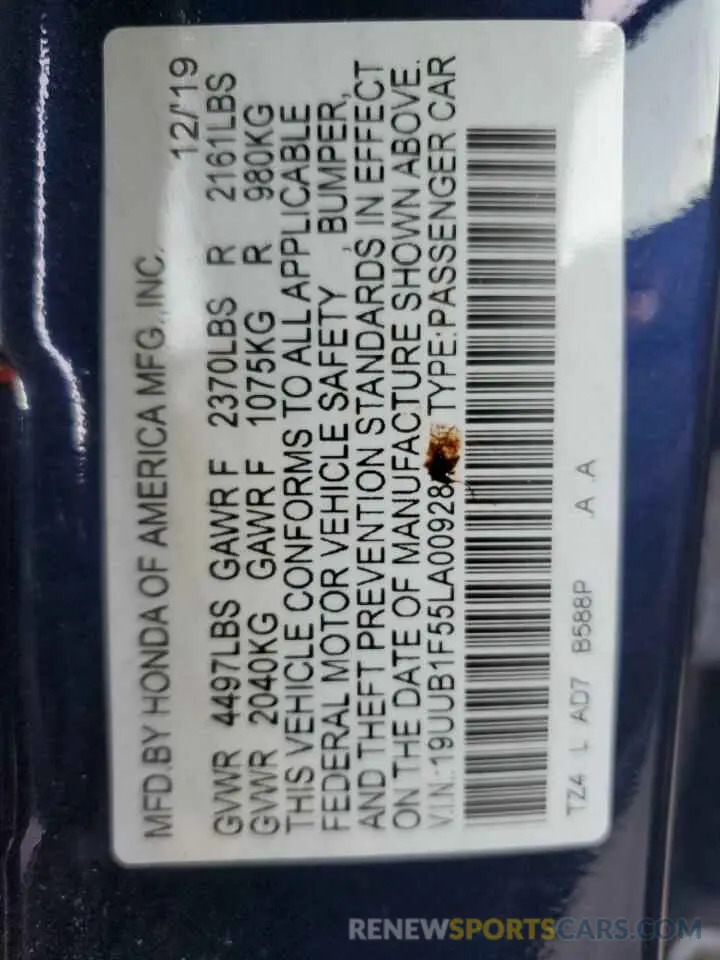 MFD.BY HONDA OF AMERICA MFG.,INC. 12/'19
GVWR 4497LBS GAWR F 2370LBS R 2161LBS
GVWR 2040KG GAWR F 1075KG R 980KG
THIS VEHICLE CONFORMS TO ALL APPLICABLE
FEDERAL MOTOR VEHICLE SAFETY , BUMPER,
AND THEFT PREVENTION STANDARDS IN EFFECT
ON THE DATE OF MANUFACTURE SHOWN ABOVE.
V.I.N.: TYPE:PASSENGER CAR
TZ4 L AD7 B588P .A .A
RENEWSPORTSCARS.COM